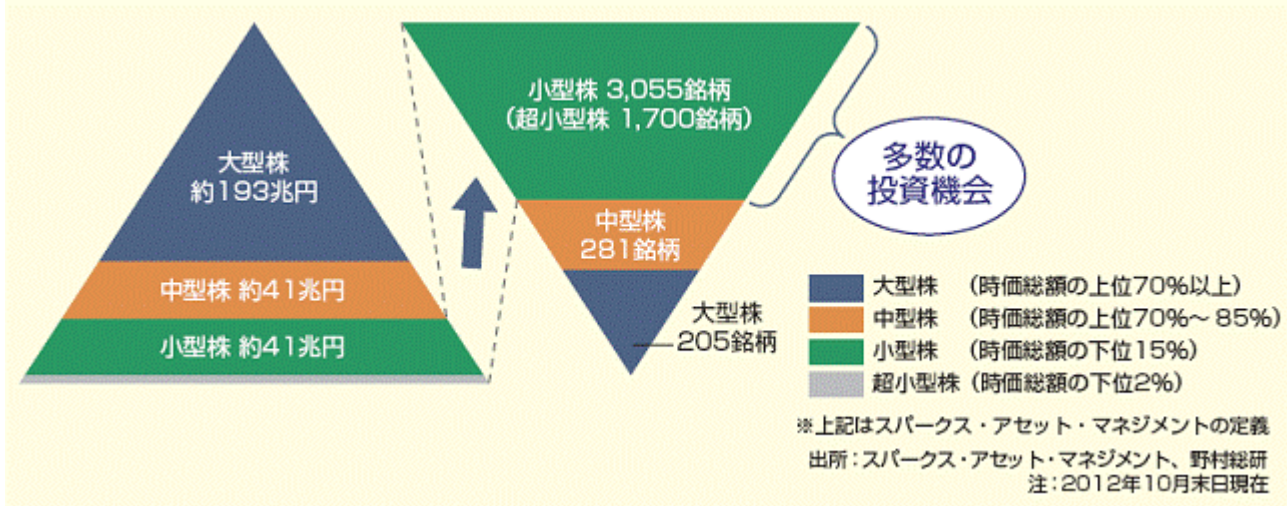 大型株
約193兆円
中型株 約41兆円
小型株 約41兆円
小型株 3,055銘柄
(超小型株 1,700銘柄)
中型株
281銘柄
大型株
205銘柄
多数の
投資機会
大型株 (時価総額の上位70%以上)
中型株 (時価総額の上位70%～85%)
小型株 (時価総額の下位15%)
超小型株 (時価総額の下位2%)
※上記はスパークス・アセット・マネジメントの定義
出所:スパークス・アセット・マネジメント、野村総研
注:2012年10月末日現在